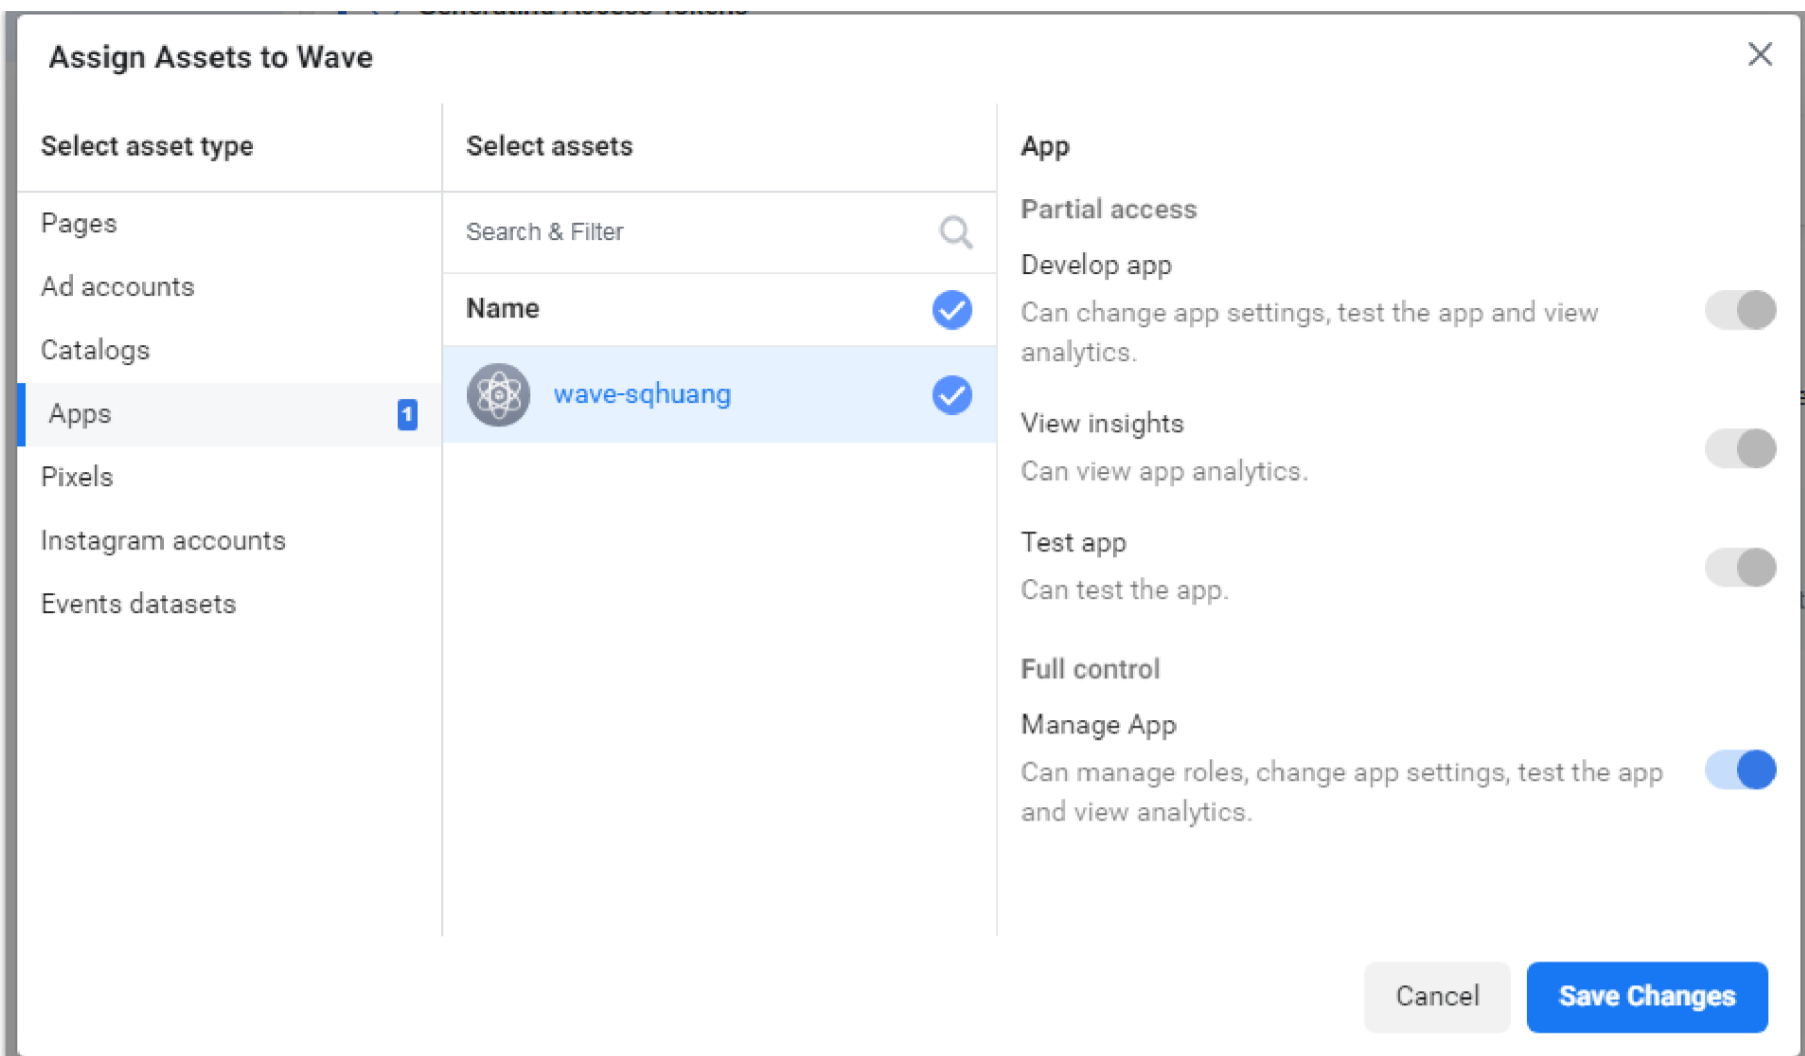 Generating Access Tokens
Assign Assets to Wave
Select asset type
Pages
Ad accounts
Catalogs
Apps
1
Pixels
Instagram accounts
Events datasets
Select assets
Search & Filter
Name
wave-sqhuang
App
Partial access
Develop app
Can change app settings, test the app and view
analytics.
View insights
Can view app analytics.
Test app
Can test the app.
Full control
Manage App
Can manage roles, change app settings, test the app
and view analytics.
Cancel
Save Changes